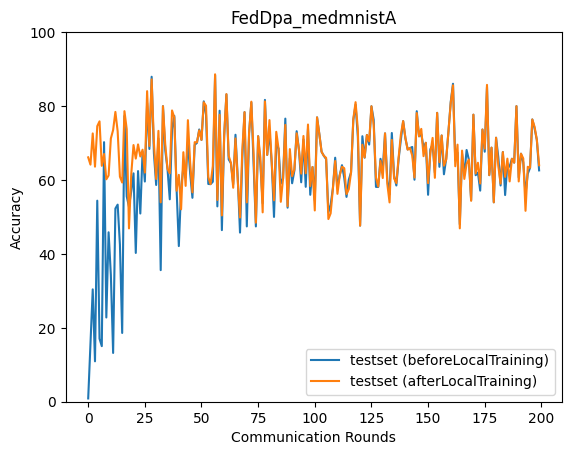 FedDpa_medmnistA
100
80
60
40
20
0
Accuracy
0 25 50 75 100 125 150 175 200
Communication Rounds
testset (beforeLocalTraining)
testset (afterLocalTraining)